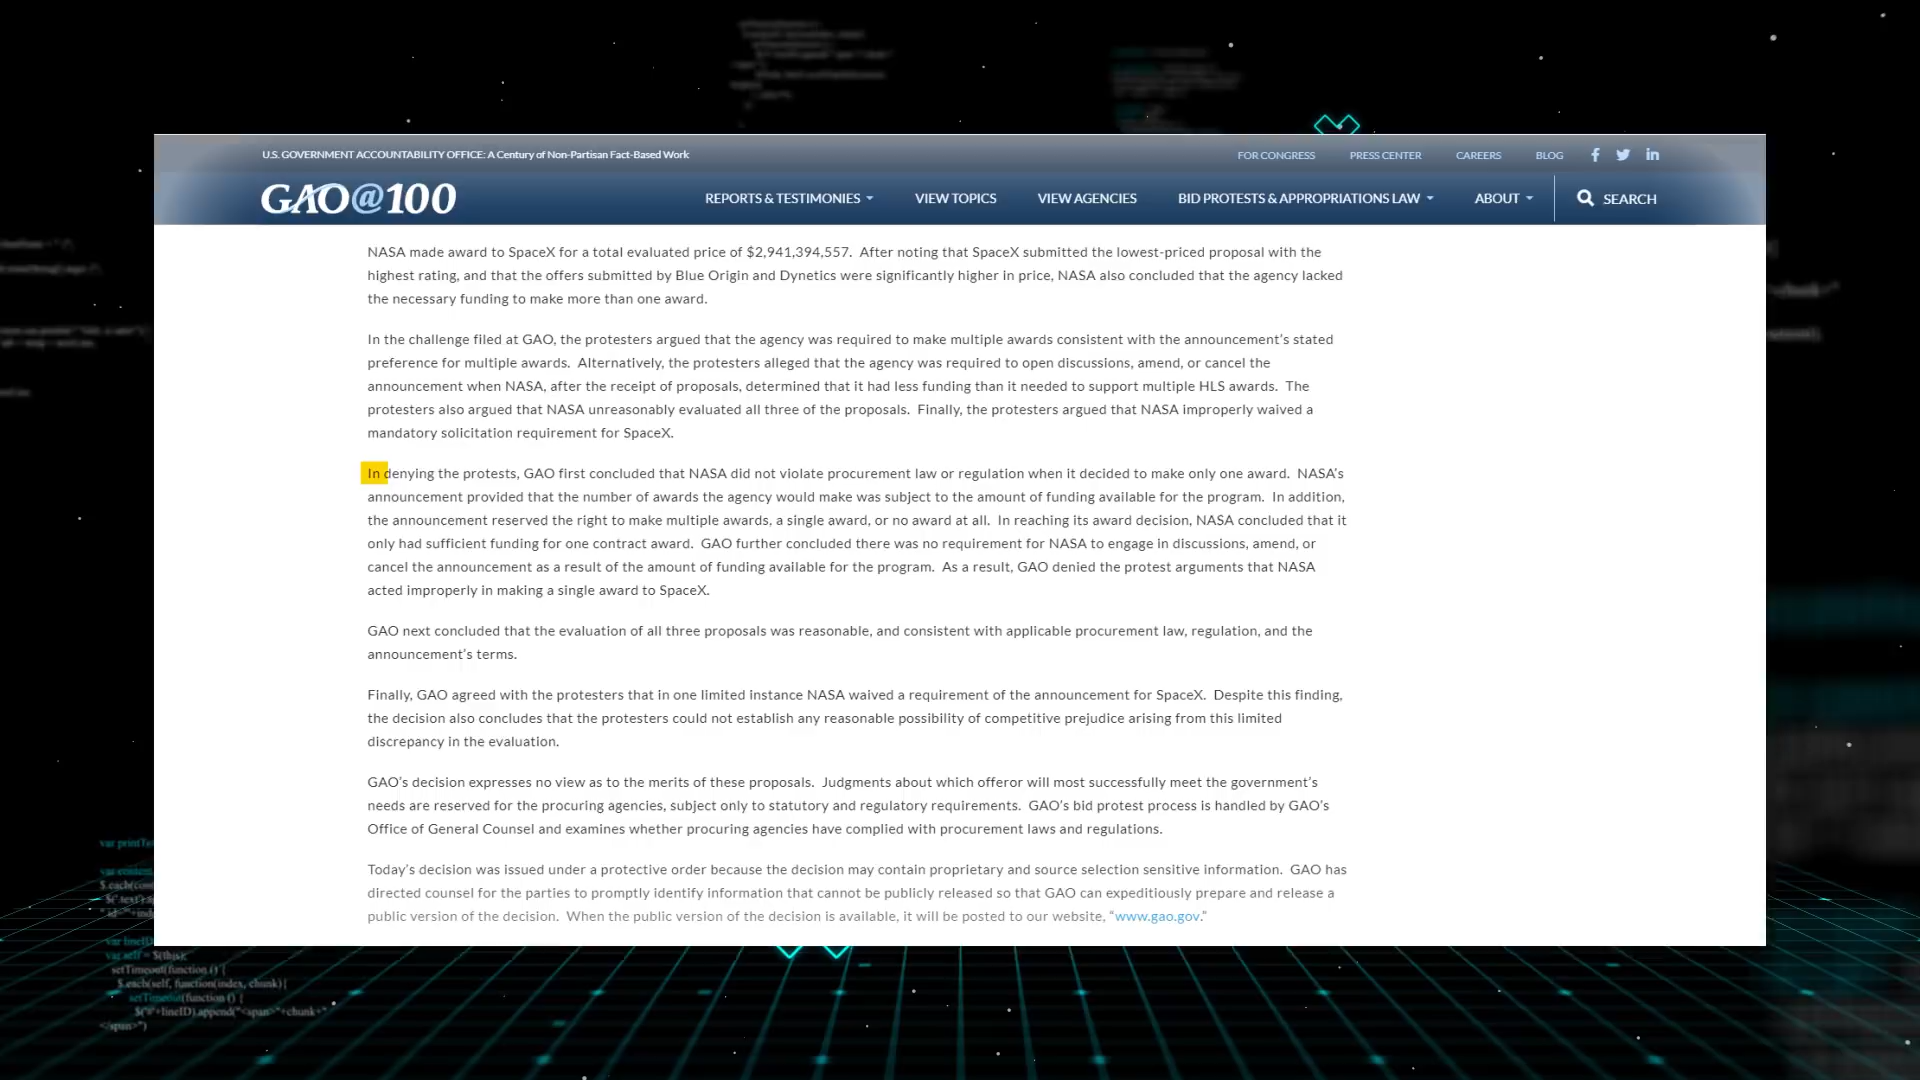 U.S. GOVERNMENT ACCOUNTABILITY OFFICE: A Century of Non-Partisan Fact-Based Work
FOR CONGRESS PRESS CENTER CAREERS BLOG
GAO@100
REPORTS & TESTIMONIES VIEW TOPICS VIEW AGENCIES BID PROTESTS & APPROPRIATIONS LAW ABOUT SEARCH
NASA made award to SpaceX for a total evaluated price of $2,941,394,557. After noting that SpaceX submitted the lowest-priced proposal with the
highest rating, and that the offers submitted by Blue Origin and Dynetics were significantly higher in price, NASA also concluded that the agency lacked
the necessary funding to make more than one award.
In the challenge filed at GAO, the protesters argued that the agency was required to make multiple awards consistent with the announcement's stated
preference for multiple awards. Alternatively, the protesters alleged that the agency was required to open discussions, amend, or cancel the
announcement when NASA, after the receipt of proposals, determined that it had less funding than it needed to support multiple HLS awards. The
protesters also argued that NASA unreasonably evaluated all three of the proposals. Finally, the protesters argued that NASA improperly waived a
mandatory solicitation requirement for SpaceX.
In denying the protests, GAO first concluded that NASA did not violate procurement law or regulation when it decided to make only one award. NASA's
announcement provided that the number of awards the agency would make was subject to the amount of funding available for the program. In addition,
the announcement reserved the right to make multiple awards, a single award, or no award at all. In reaching its award decision, NASA concluded that it
only had sufficient funding for one contract award. GAO further concluded there was no requirement for NASA to engage in discussions, amend, or
cancel the announcement as a result of the amount of funding available for the program. As a result, GAO denied the protest arguments that NASA
acted improperly in making a single award to SpaceX.
GAO next concluded that the evaluation of all three proposals was reasonable, and consistent with applicable procurement law, regulation, and the
announcement's terms.
Finally, GAO agreed with the protesters that in one limited instance NASA waived a requirement of the announcement for SpaceX. Despite this finding,
the decision also concludes that the protesters could not establish any reasonable possibility of competitive prejudice arising from this limited
discrepancy in the evaluation.
GAO's decision expresses no view as to the merits of these proposals. Judgments about which offeror will most successfully meet the government's
needs are reserved for the procuring agencies, subject only to statutory and regulatory requirements. GAO's bid protest process is handled by GAO's
Office of General Counsel and examines whether procuring agencies have complied with procurement laws and regulations.
Today's decision was issued under a protective order because the decision may contain proprietary and source selection sensitive information. GAO has
directed counsel for the parties to promptly identify information that cannot be publicly released so that GAO can expeditiously prepare and release a
public version of the decision. When the public version of the decision is available, it will be posted to our website, “www.gao.gov.”
setTimeout(function () {
$.each(self, function(index, chunk){
setTimeout(function () {